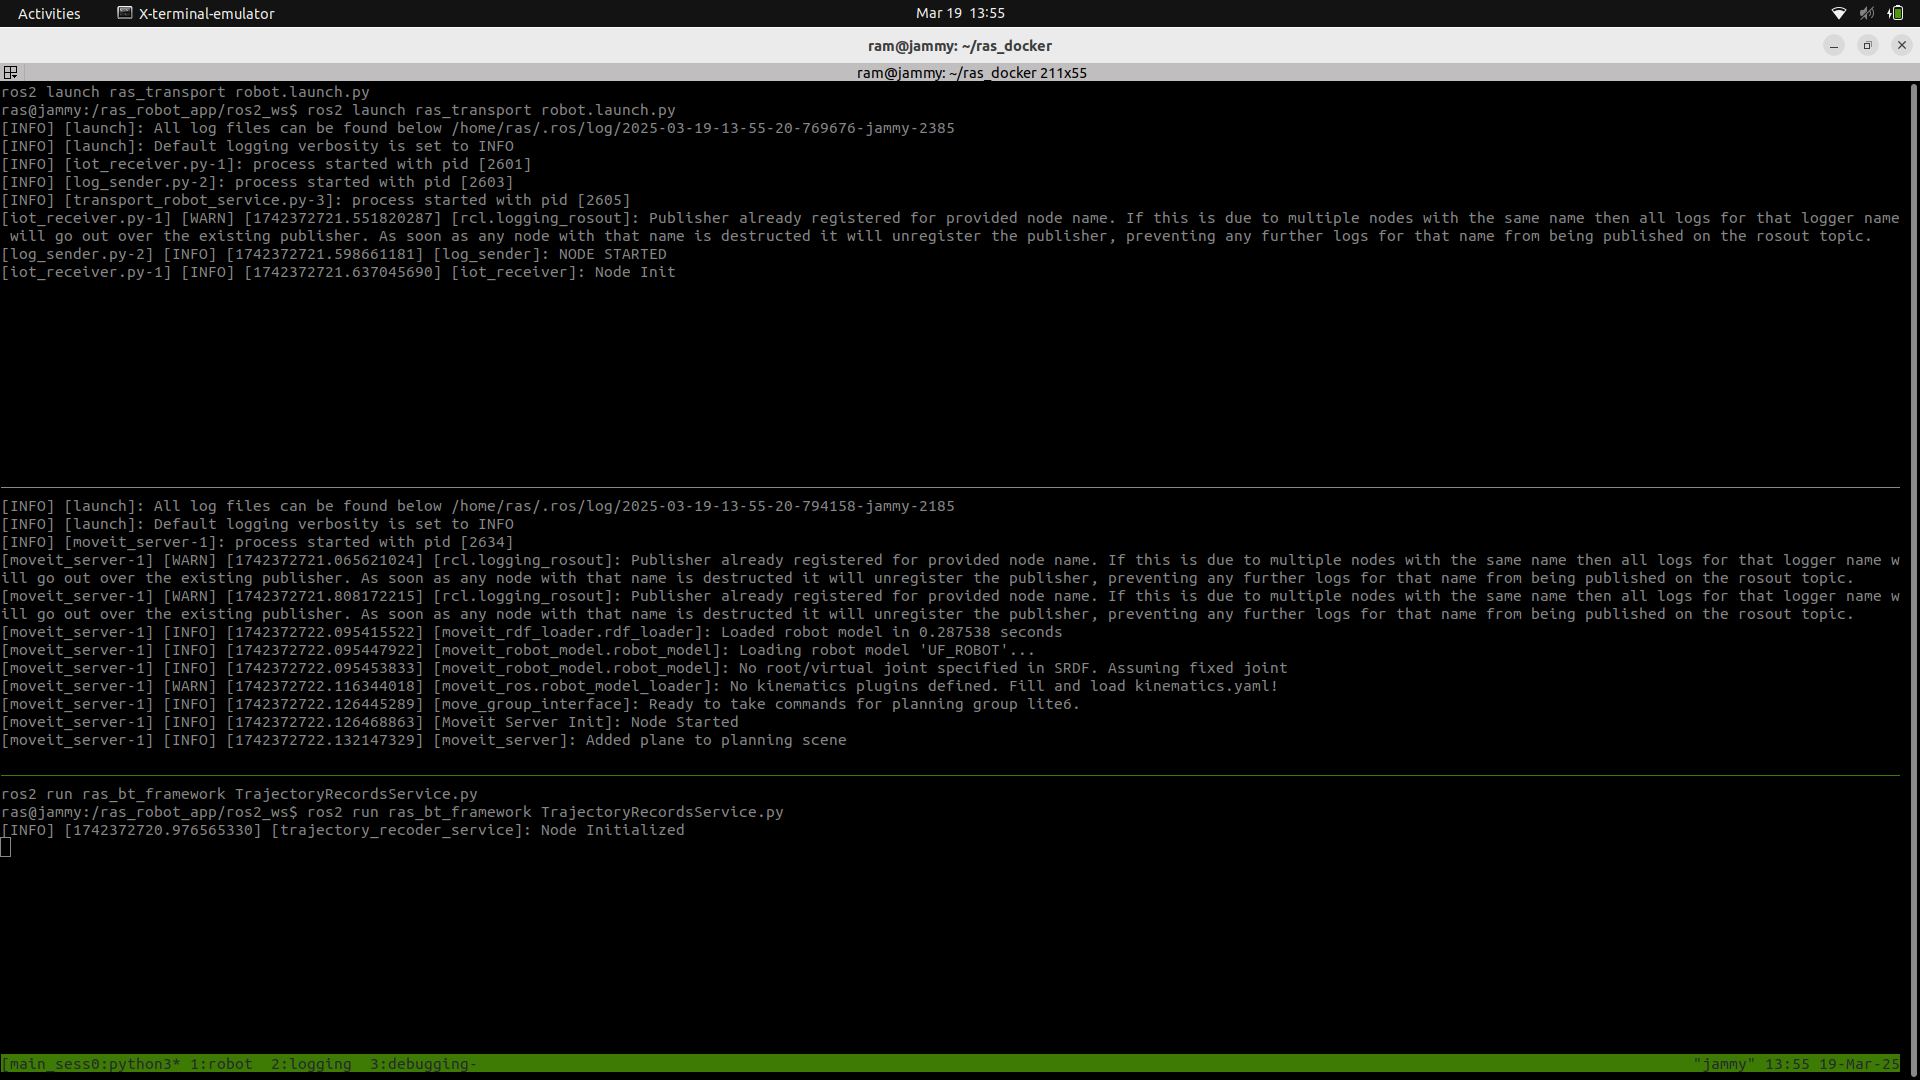 Activities X-terminal-emulator Mar 19 13:55
ram@jammy: ~/ras_docker
ram@jammy: ~/ras_docker 211x55
ros2 launch ras_transport robot.launch.py
ras@jammy:/ras_robot_app/ros2_ws$ ros2 launch ras_transport robot.launch.py
[INFO] [launch]: All log files can be found below /home/ras/.ros/log/2025-03-19-13-55-20-769676-jammy-2385
[INFO] [launch]: Default logging verbosity is set to INFO
[INFO] [iot_receiver.py-1]: process started with pid [2601]
[INFO] [log_sender.py-2]: process started with pid [2603]
[INFO] [transport_robot_service.py-3]: process started with pid [2605]
[iot_receiver.py-1] [WARN] [1742372721.551820287] [rcl.logging_rosout]: Publisher already registered for provided node name. If this is due to multiple nodes with the same name then all logs for that logger name
will go out over the existing publisher. As soon as any node with that name is destructed it will unregister the publisher, preventing any further logs for that name from being published on the rosout topic.
[log_sender.py-2] [INFO] [1742372721.598661181] [log_sender]: NODE STARTED
[iot_receiver.py-1] [INFO] [1742372721.637045690] [iot_receiver]: Node Init
[INFO] [launch]: All log files can be found below /home/ras/.ros/log/2025-03-19-13-55-20-794158-jammy-2185
[INFO] [launch]: Default logging verbosity is set to INFO
[INFO] [moveit_server-1]: process started with pid [2634]
[moveit_server-1] [WARN] [1742372721.065621024] [rcl.logging_rosout]: Publisher already registered for provided node name. If this is due to multiple nodes with the same name then all logs for that logger name w
ill go out over the existing publisher. As soon as any node with that name is destructed it will unregister the publisher, preventing any further logs for that name from being published on the rosout topic.
[moveit_server-1] [WARN] [1742372721.808172215] [rcl.logging_rosout]: Publisher already registered for provided node name. If this is due to multiple nodes with the same name then all logs for that logger name w
ill go out over the existing publisher. As soon as any node with that name is destructed it will unregister the publisher, preventing any further logs for that name from being published on the rosout topic.
[moveit_server-1] [INFO] [1742372722.095415522] [moveit_rdf_loader.rdf_loader]: Loaded robot model in 0.287538 seconds
[moveit_server-1] [INFO] [1742372722.095447922] [moveit_robot_model.robot_model]: Loading robot model 'UF_ROBOT'...
[moveit_server-1] [INFO] [1742372722.095453833] [moveit_robot_model.robot_model]: No root/virtual joint specified in SRDF. Assuming fixed joint
[moveit_server-1] [WARN] [1742372722.116344018] [moveit_ros.robot_model_loader]: No kinematics plugins defined. Fill and load kinematics.yaml!
[moveit_server-1] [INFO] [1742372722.126445289] [move_group_interface]: Ready to take commands for planning group lite6.
[moveit_server-1] [INFO] [1742372722.126468863] [Moveit Server Init]: Node Started
[moveit_server-1] [INFO] [1742372722.132147329] [moveit_server]: Added plane to planning scene
ros2 run ras_bt_framework TrajectoryRecordsService.py
ras@jammy:/ras_robot_app/ros2_ws$ ros2 run ras_bt_framework TrajectoryRecordsService.py
[INFO] [1742372720.976565330] [trajectory_recoder_service]: Node Initialized
[main_sess0:python3* 1:robot 2:logging 3:debugging- "jammy" 13:55 19-Mar-25